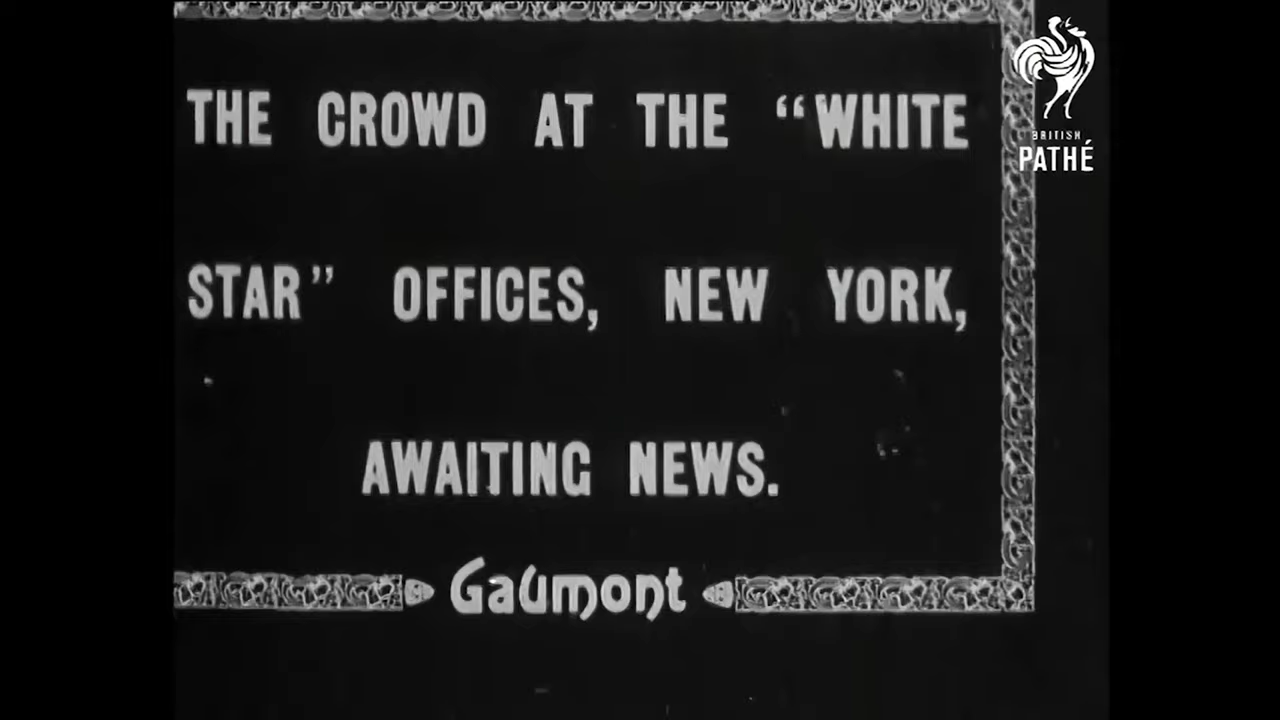 THE CROWD AT THE “WHITE
STAR” OFFICES, NEW YORK,
AWAITING NEWS.
Gaumont
BRITISH
PATHÉ